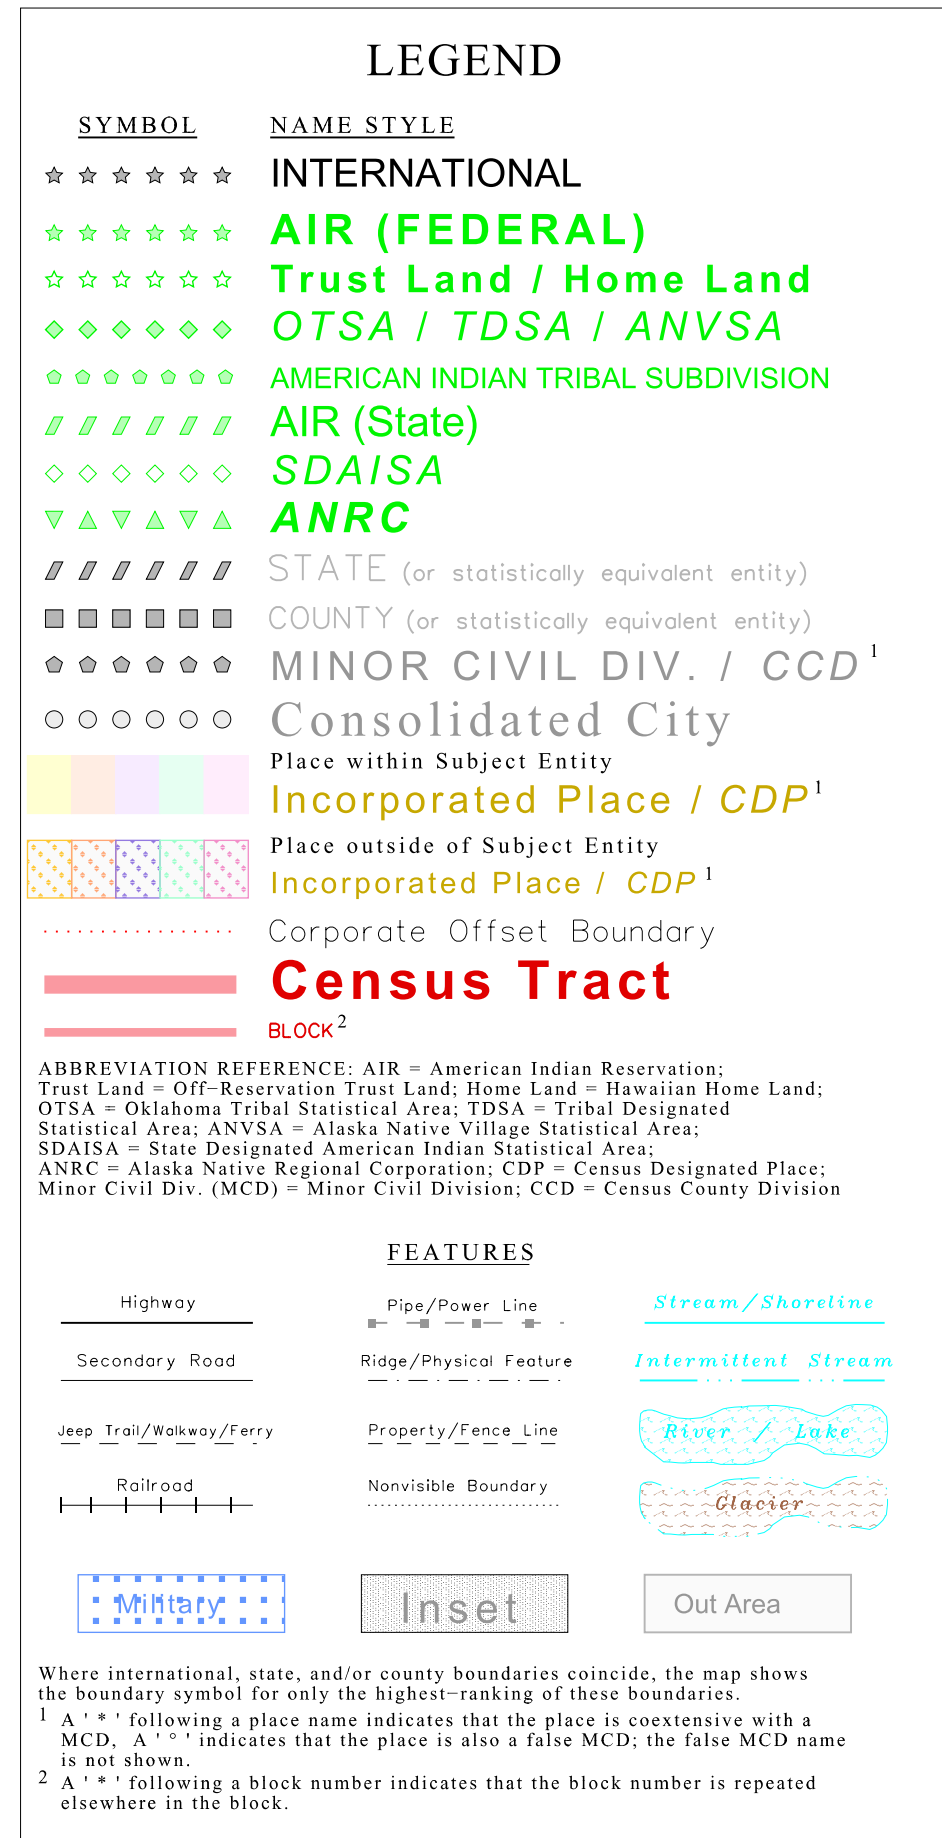 LEGEND
SYMBOL NAME STYLE
INTERNATIONAL
AIR (FEDERAL)
Trust Land / Home Land
OTSA / TDSA / ANVSA
AMERICAN INDIAN TRIBAL SUBDIVISION
AIR (State)
SDAISA
ANRC
STATE (or statistically equivalent entity)
COUNTY (or statistically equivalent entity)
MINOR CIVIL DIV. / CCD 1
Consolidated City
Place within Subject Entity
Incorporated Place / CDP 1
Place outside of Subject Entity
Incorporated Place / CDP 1
Corporate Offset Boundary
Census Tract
BLOCK 2
ABBREVIATION REFERENCE: AIR = American Indian Reservation;
Trust Land = Off−Reservation Trust Land; Home Land = Hawaiian Home Land;
OTSA = Oklahoma Tribal Statistical Area; TDSA = Tribal Designated
Statistical Area; ANVSA = Alaska Native Village Statistical Area;
SDAISA = State Designated American Indian Statistical Area;
ANRC = Alaska Native Regional Corporation; CDP = Census Designated Place;
Minor Civil Div. (MCD) = Minor Civil Division; CCD = Census County Division
FEATURES
Highway Pipe/Power Line Stream/Shoreline
Secondary Road Ridge/Physical Feature Intermittent Stream
Jeep Trail/Walkway/Ferry Property/Fence Line River / Lake
Railroad Nonvisible Boundary Glacier
Military Inset Out Area
Where international, state, and/or county boundaries coincide, the map shows
the boundary symbol for only the highest−ranking of these boundaries.
1 A ' * ' following a place name indicates that the place is coextensive with a
MCD, A ' ° ' indicates that the place is also a false MCD; the false MCD name
is not shown.
2 A ' * ' following a block number indicates that the block number is repeated
elsewhere in the block.